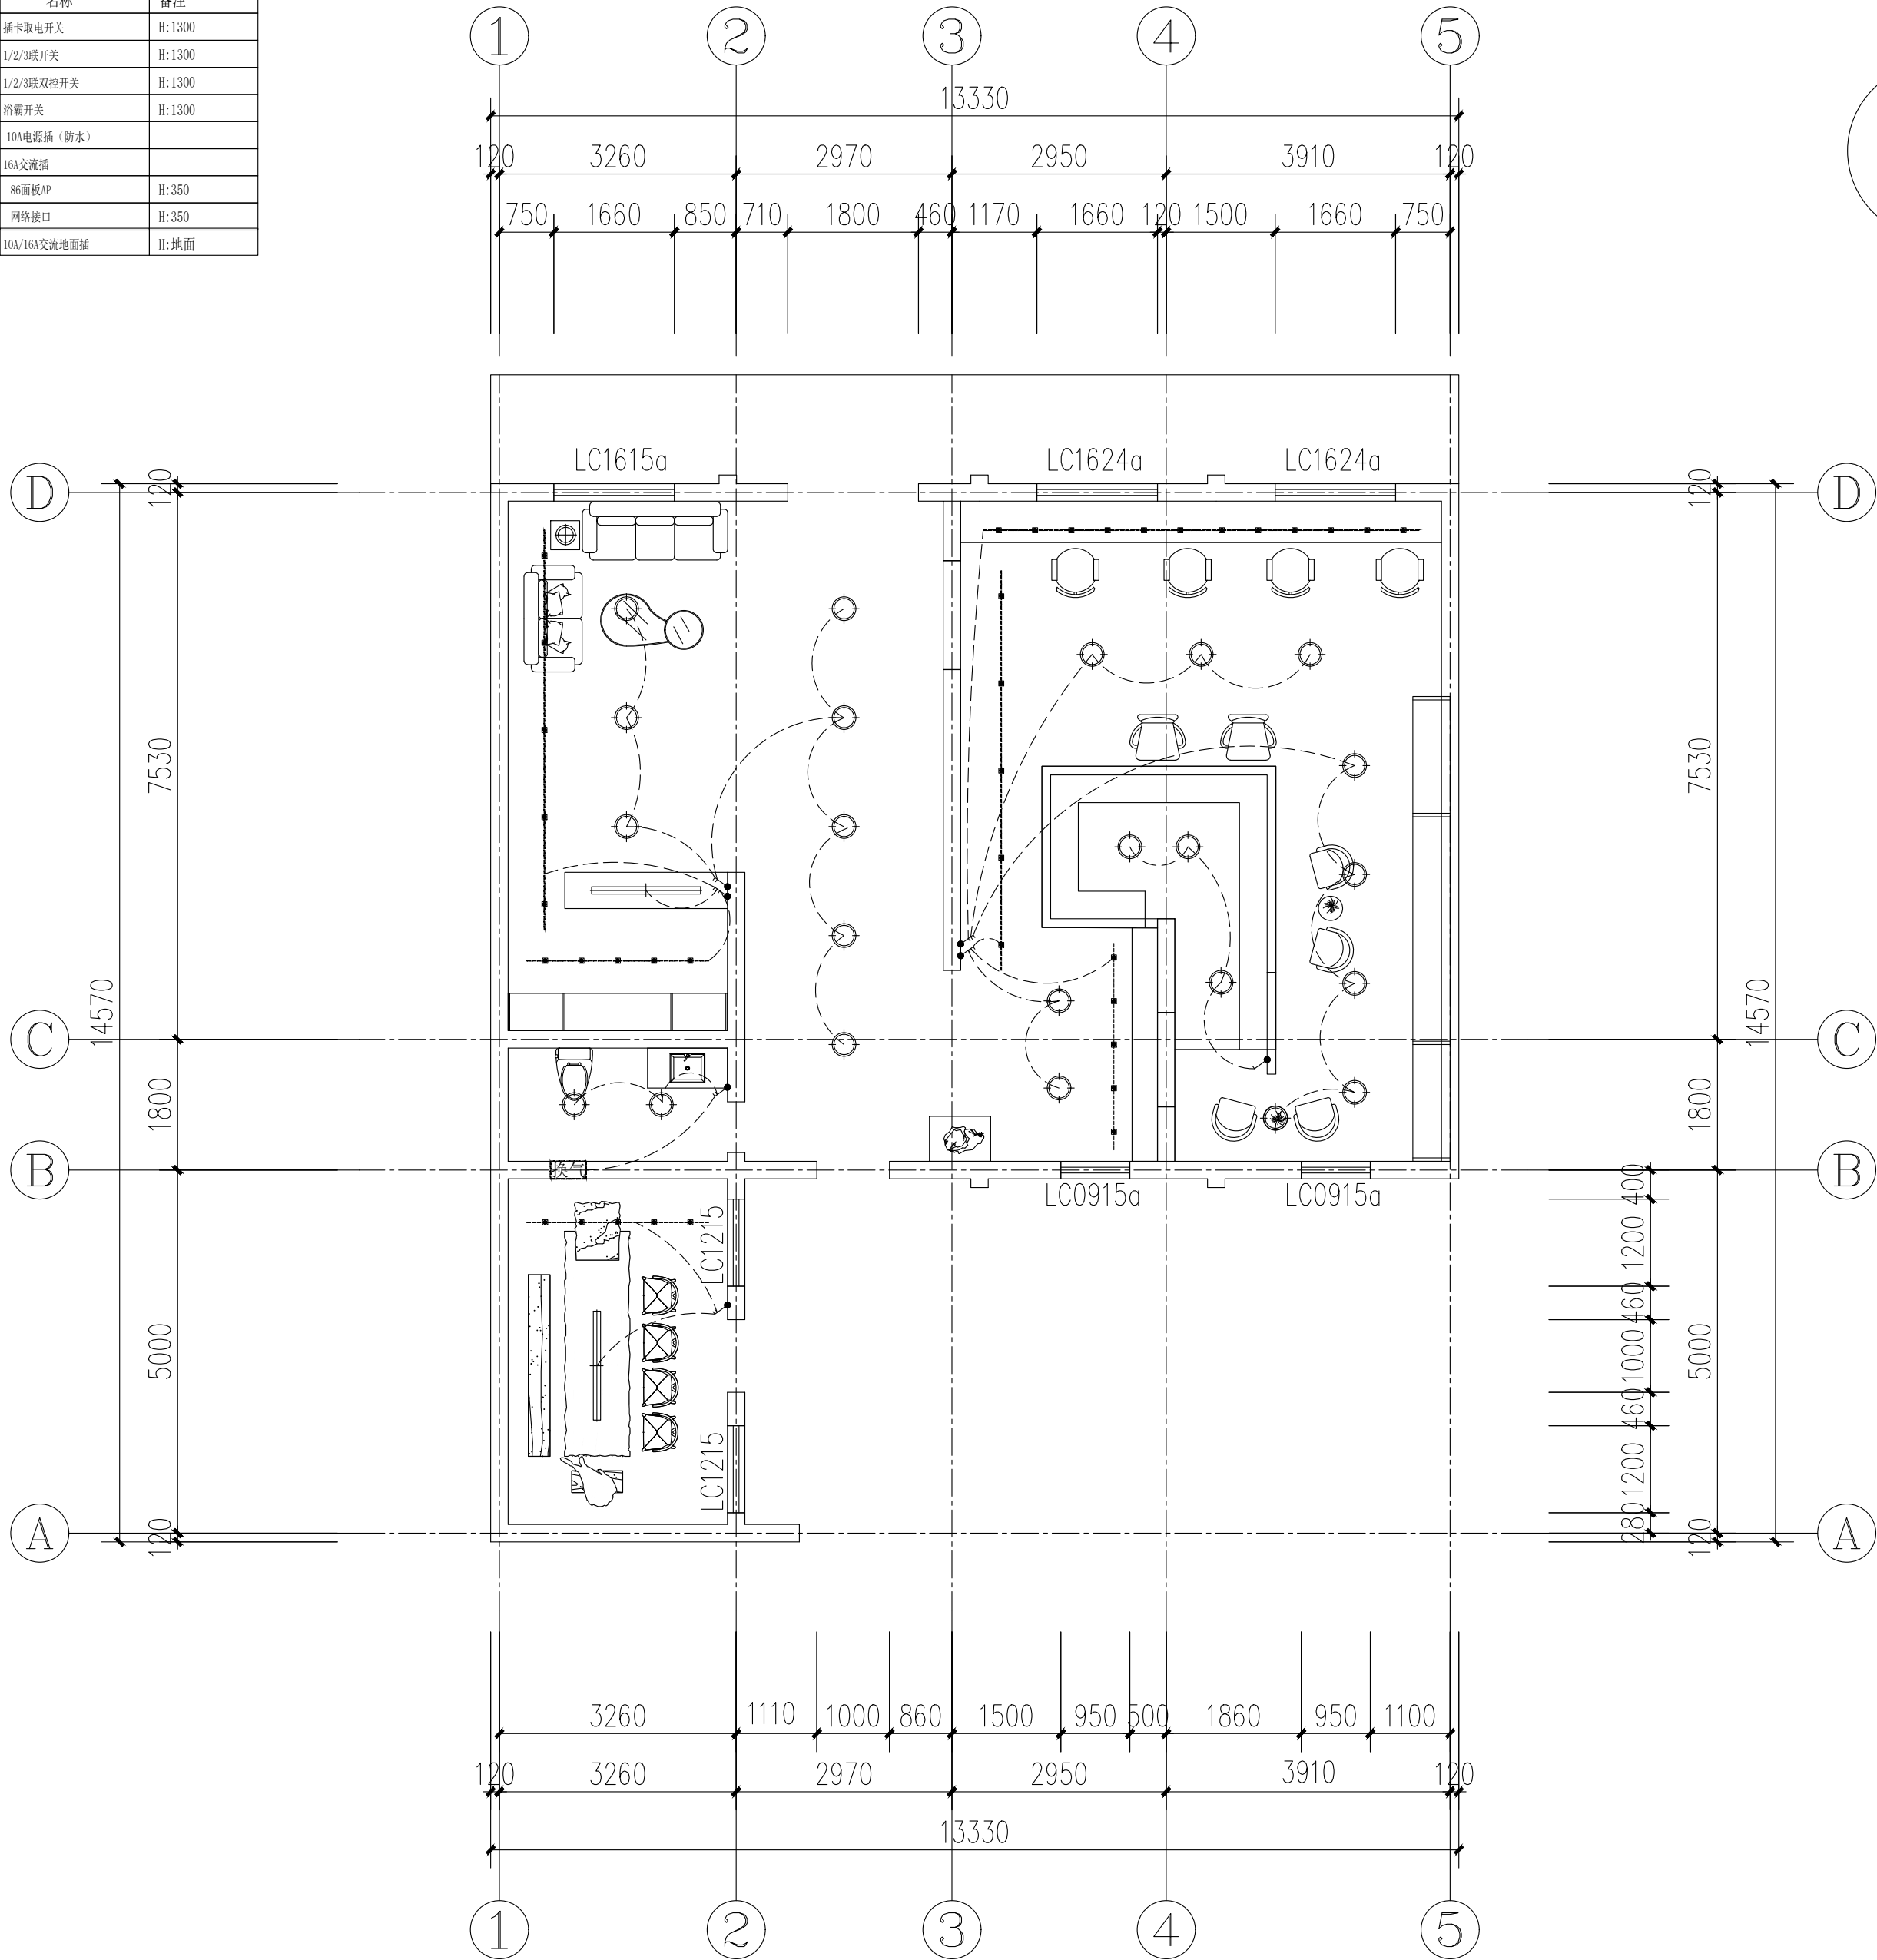 名称 备注
插卡取电开关 H:1300
1/2/3联开关 H:1300
1/2/3联双控开关 H:1300
浴霸开关 H:1300
10A电源插（防水）
16A交流插
86面板AP H:350
网络接口 H:350
10A/16A交流地面插 H:地面
1 2 3 4 5
13330
120 3260 2970 2950 3910 120
750 1660 850 710 1800 460 1170 1660 120 1500 1660 750
LC1615a LC1624a LC1624a
D 120 120 D
7530 7530
14570 14570
C C
1800 1800
换气
B B
LC0915a LC0915a
400
LC1215 1200
460
5000 1000 5000
460
LC1215 1200
280
A 120 120 A
3260 1110 1000 860 1500 950 500 1860 950 1100
120 3260 2970 2950 3910 120
13330
1 2 3 4 5